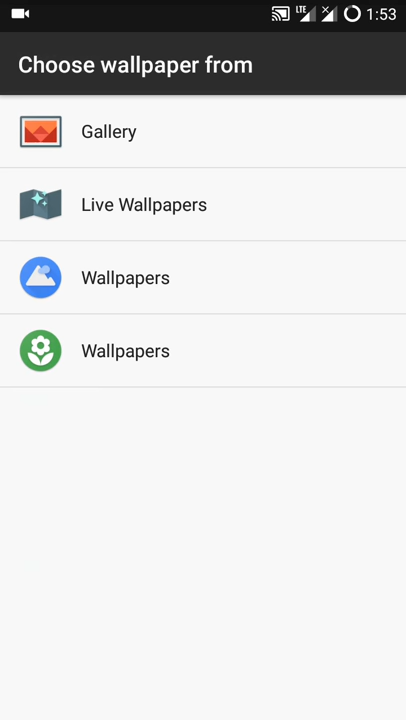 LTE 1:53
Choose wallpaper from
Gallery
Live Wallpapers
Wallpapers
Wallpapers